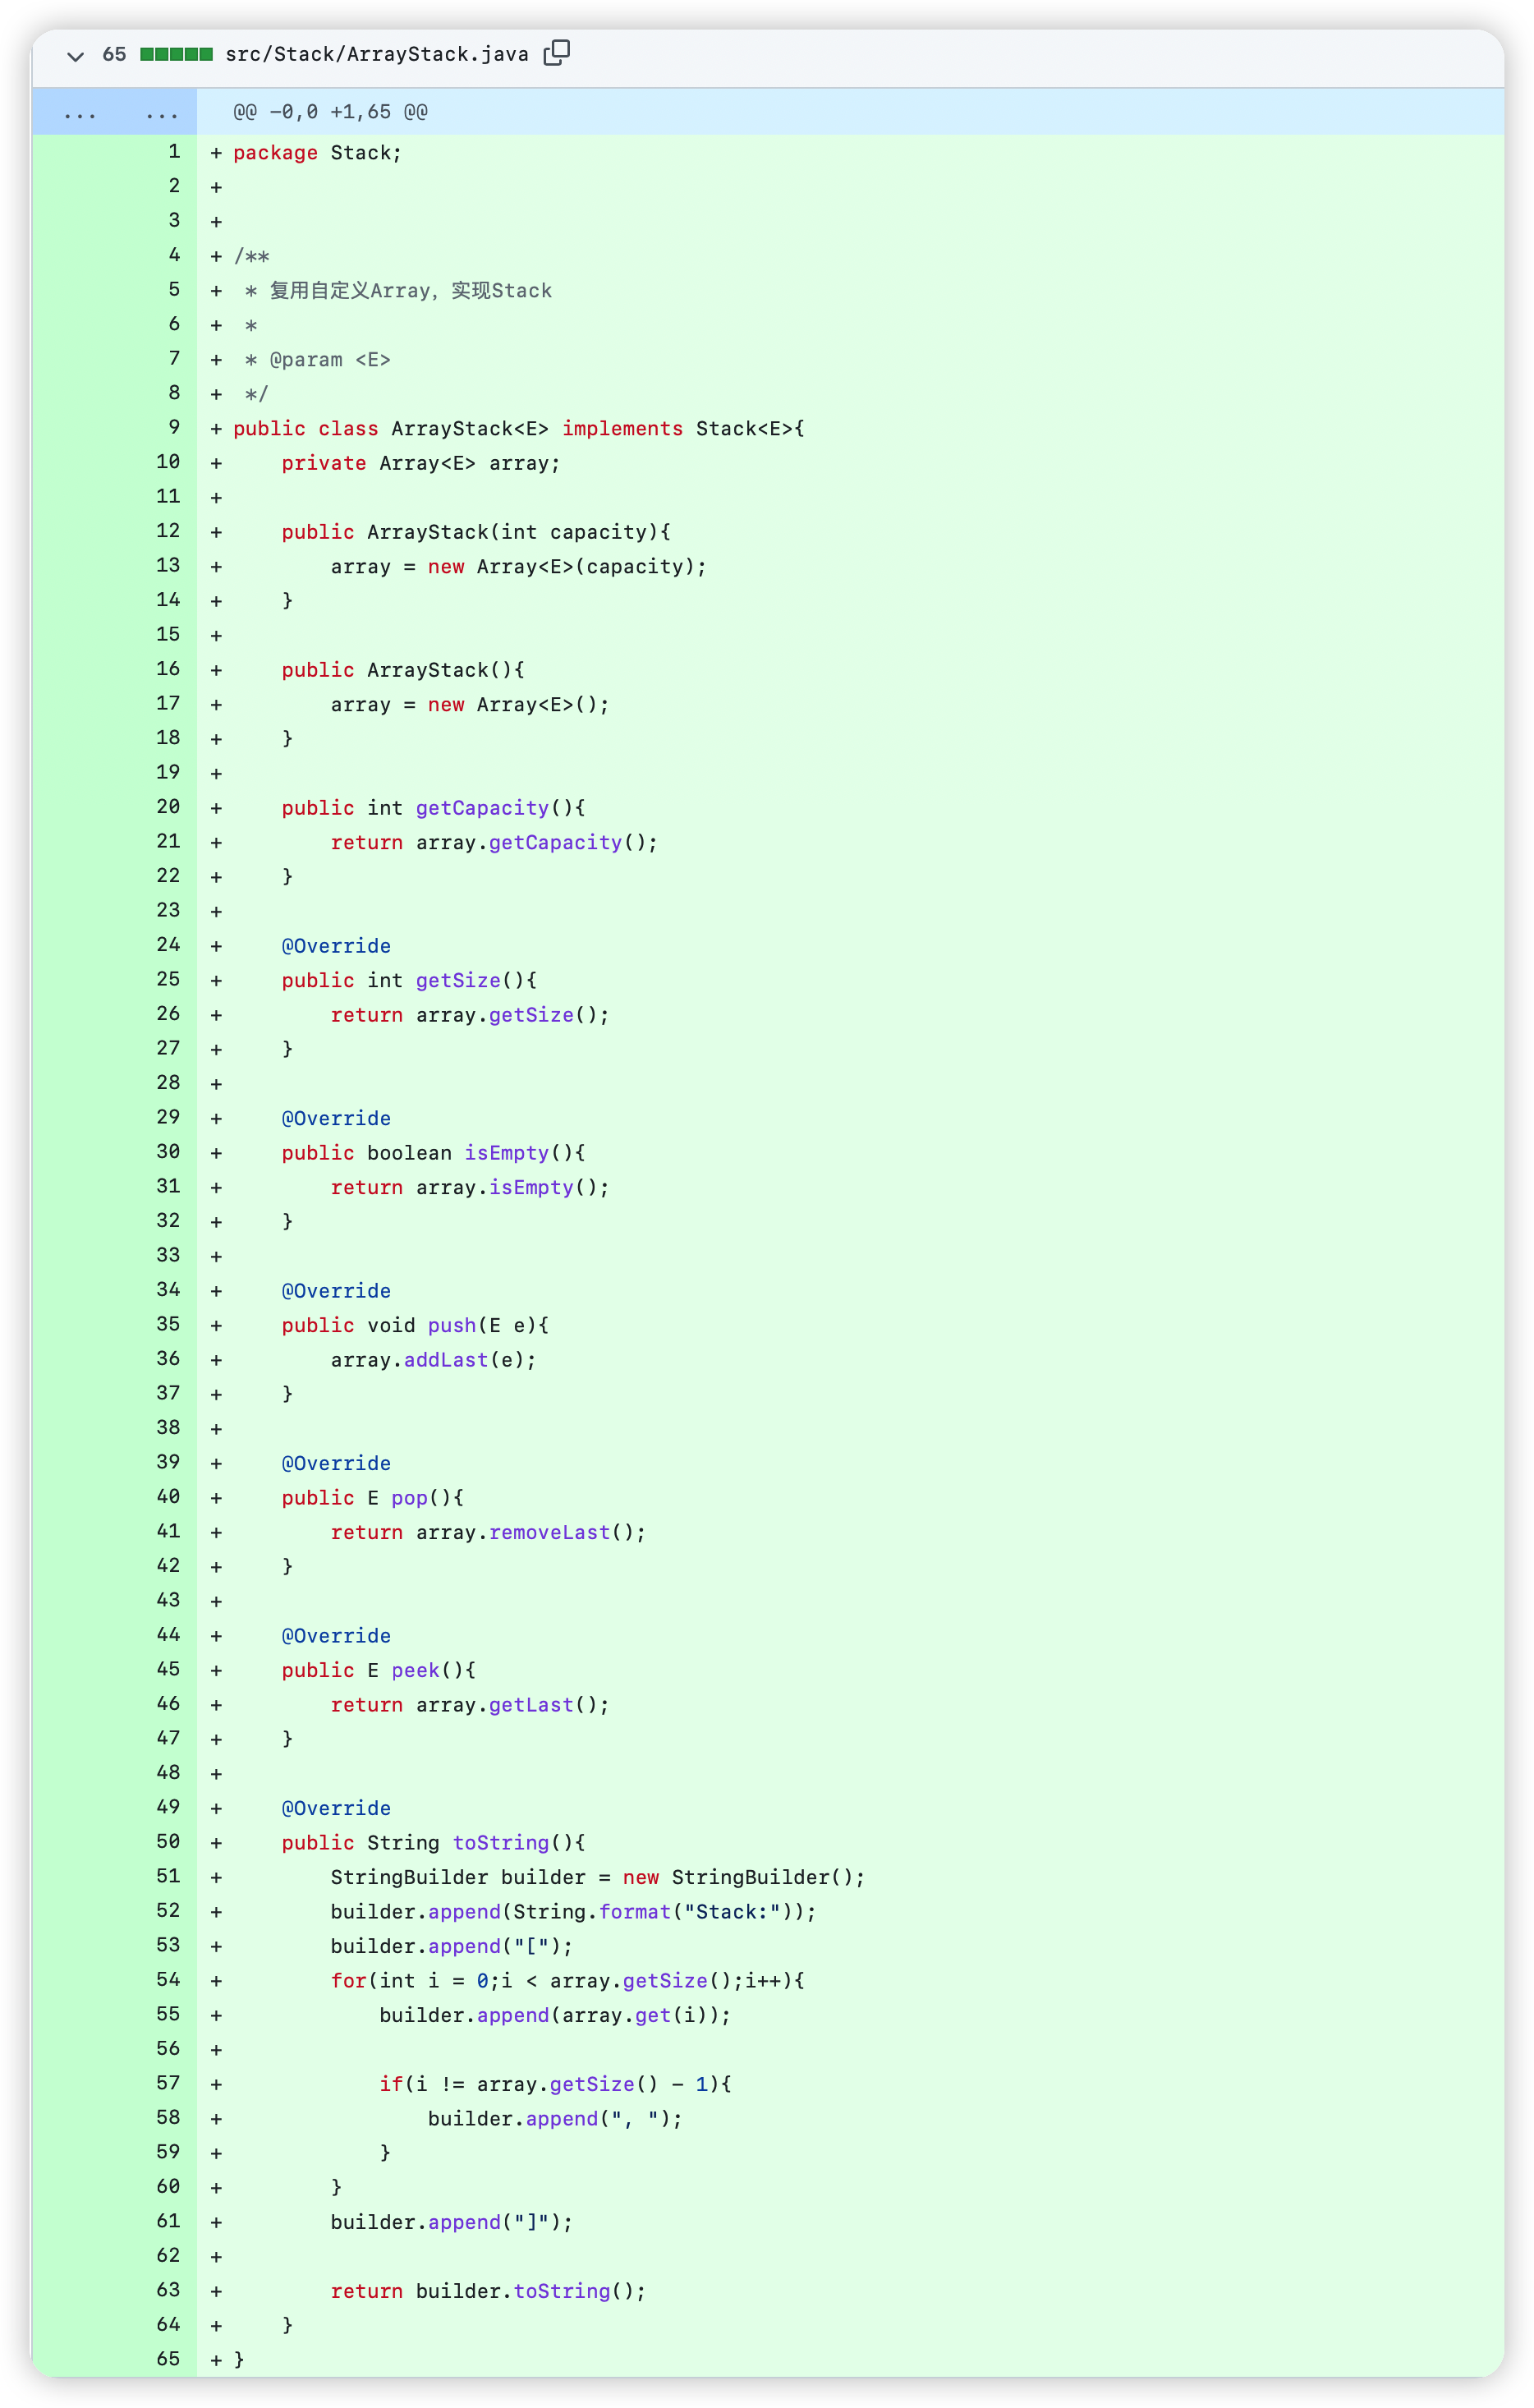 65 src/Stack/ArrayStack.java
... ... @@ -0,0 +1,65 @@
1 + package Stack;
2 +
3 +
4 + /**
5 +  * 复用自定义Array，实现Stack
6 +  *
7 +  * @param <E>
8 +  */
9 + public class ArrayStack<E> implements Stack<E>{
10 +     private Array<E> array;
11 +
12 +     public ArrayStack(int capacity){
13 +         array = new Array<E>(capacity);
14 +     }
15 +
16 +     public ArrayStack(){
17 +         array = new Array<E>();
18 +     }
19 +
20 +     public int getCapacity(){
21 +         return array.getCapacity();
22 +     }
23 +
24 +     @Override
25 +     public int getSize(){
26 +         return array.getSize();
27 +     }
28 +
29 +     @Override
30 +     public boolean isEmpty(){
31 +         return array.isEmpty();
32 +     }
33 +
34 +     @Override
35 +     public void push(E e){
36 +         array.addLast(e);
37 +     }
38 +
39 +     @Override
40 +     public E pop(){
41 +         return array.removeLast();
42 +     }
43 +
44 +     @Override
45 +     public E peek(){
46 +         return array.getLast();
47 +     }
48 +
49 +     @Override
50 +     public String toString(){
51 +         StringBuilder builder = new StringBuilder();
52 +         builder.append(String.format("Stack:"));
53 +         builder.append("[");
54 +         for(int i = 0;i < array.getSize();i++){
55 +             builder.append(array.get(i));
56 +
57 +             if(i != array.getSize() - 1){
58 +                 builder.append(", ");
59 +             }
60 +         }
61 +         builder.append("]");
62 +
63 +         return builder.toString();
64 +     }
65 + }